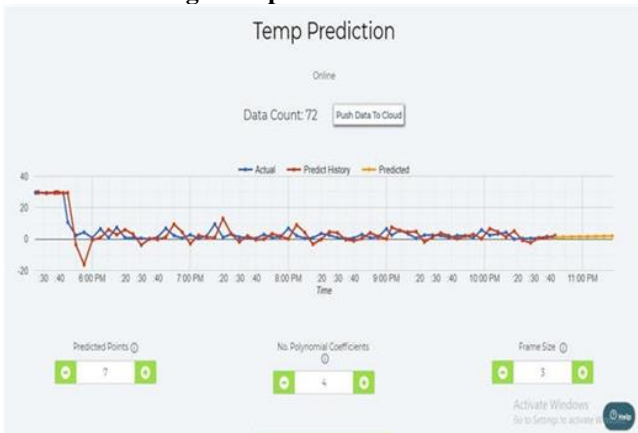 Temp Prediction
Online
Data Count: 72 Push Data To Cloud
Actual Predict History Predicted
40
20
0
-20
:30 :40 6:00 PM :20 :30 :40 7:00 PM :20 :30 :40 8:00 PM :20 :30 :40 9:00 PM :20 :30 :40 10:00 PM :20 :30 :40 11:00 PM
Time
Predicted Points No. Polynomial Coefficients Frame Size
7 4 3
Activate Windows
Go to Settings to activate
Help